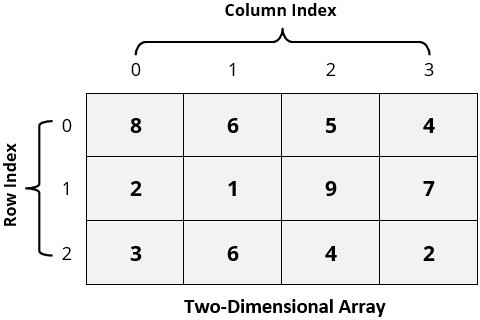 Column Index
0 1 2 3
Row Index
0 8 6 5 4
1 2 1 9 7
2 3 6 4 2
Two-Dimensional Array